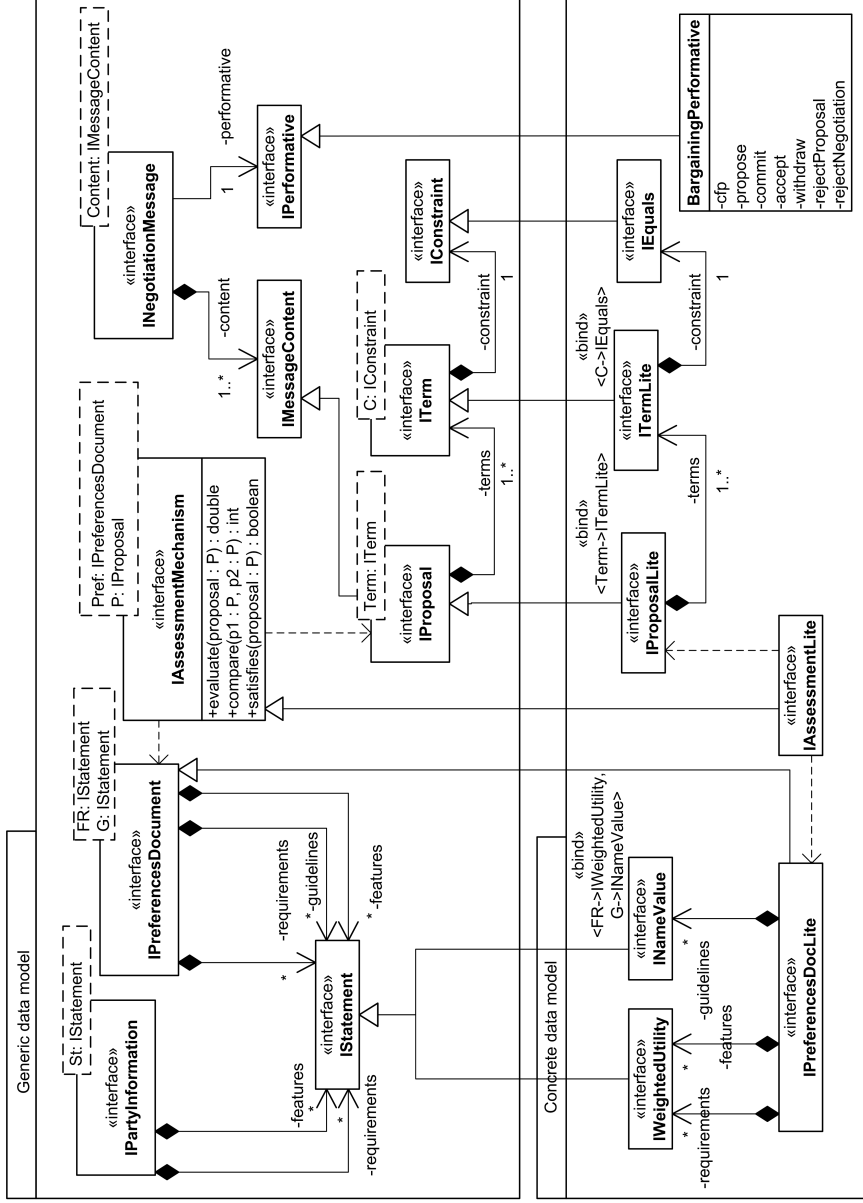 Generic data model
St: IStatement
«interface»
IPartyInformation
-features
*
-requirements
*
FR: IStatement
G: IStatement
«interface»
IPreferencesDocument
-requirements
*
-guidelines
*
-features
*
«interface»
IStatement
Pref: IPreferencesDocument
P: IProposal
«interface»
IAssessmentMechanism
+evaluate(proposal : P) : double
+compare(p1 : P, p2 : P) : int
+satisfies(proposal : P) : boolean
Content: IMessageContent
«interface»
INegotiationMessage
-content
1..*
-performative
1
«interface»
IMessageContent
«interface»
IPerformative
Term: ITerm
«interface»
IProposal
-terms
1..*
C: IConstraint
«interface»
ITerm
-constraint
1
«interface»
IConstraint
Concrete data model
«bind»
<FR->IWeightedUtility,
G->INameValue>
«interface»
IWeightedUtility
«interface»
INameValue
*
-requirements
*
-features
*
-guidelines
«interface»
IPreferencesDocLite
«interface»
IAssessmentLite
«bind»
<Term->ITermLite>
«interface»
IProposalLite
-terms
1..*
«bind»
<C->IEquals>
«interface»
ITermLite
-constraint
1
«interface»
IEquals
BargainingPerformative
-cfp
-propose
-commit
-accept
-withdraw
-rejectProposal
-rejectNegotiation